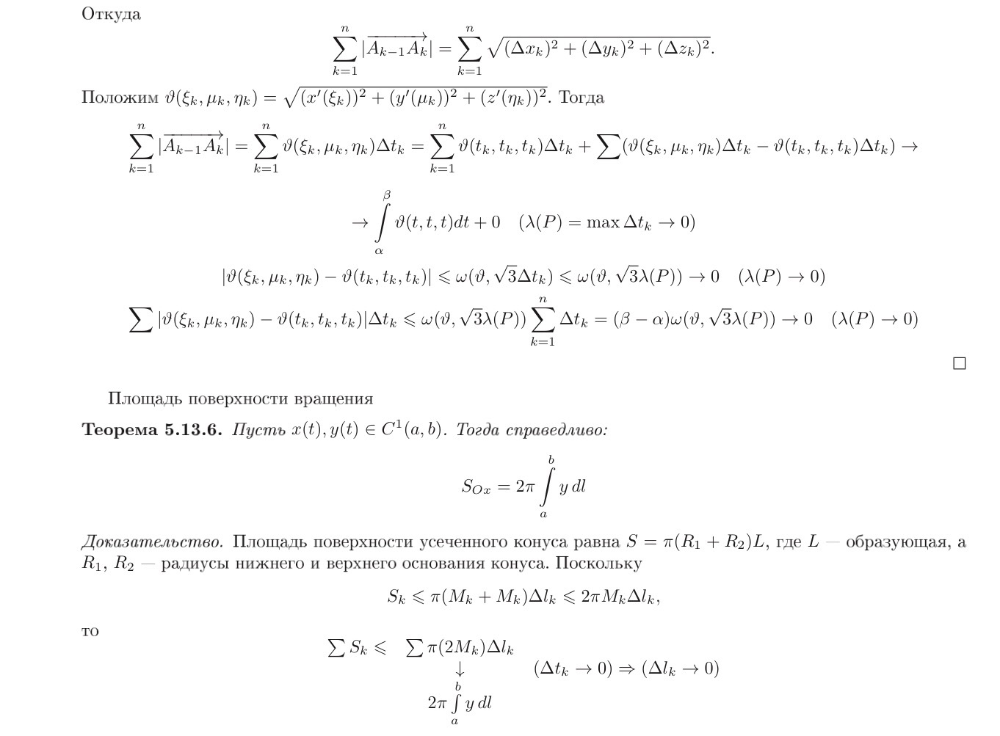 Откуда
$$\sum_{k=1}^{n} |\overrightarrow{A_{k-1}A_k}| = \sum_{k=1}^{n} \sqrt{(\Delta x_k)^2 + (\Delta y_k)^2 + (\Delta z_k)^2}.$$
Положим $\vartheta(\xi_k, \mu_k, \eta_k) = \sqrt{(x'(\xi_k))^2 + (y'(\mu_k))^2 + (z'(\eta_k))^2}$. Тогда
$$\sum_{k=1}^{n} |\overrightarrow{A_{k-1}A_k}| = \sum_{k=1}^{n} \vartheta(\xi_k, \mu_k, \eta_k)\Delta t_k = \sum_{k=1}^{n} \vartheta(t_k, t_k, t_k)\Delta t_k + \sum (\vartheta(\xi_k, \mu_k, \eta_k)\Delta t_k - \vartheta(t_k, t_k, t_k)\Delta t_k) \to$$
$$\to \int\limits_{\alpha}^{\beta} \vartheta(t, t, t)dt + 0 \quad (\lambda(P) = \max \Delta t_k \to 0)$$
$$|\vartheta(\xi_k, \mu_k, \eta_k) - \vartheta(t_k, t_k, t_k)| \leqslant \omega(\vartheta, \sqrt{3}\Delta t_k) \leqslant \omega(\vartheta, \sqrt{3}\lambda(P)) \to 0 \quad (\lambda(P) \to 0)$$
$$\sum |\vartheta(\xi_k, \mu_k, \eta_k) - \vartheta(t_k, t_k, t_k)|\Delta t_k \leqslant \omega(\vartheta, \sqrt{3}\lambda(P)) \sum_{k=1}^{n} \Delta t_k = (\beta - \alpha)\omega(\vartheta, \sqrt{3}\lambda(P)) \to 0 \quad (\lambda(P) \to 0)$$
□
Площадь поверхности вращения
Теорема 5.13.6. Пусть $x(t), y(t) \in C^1(a, b)$. Тогда справедливо:
$$S_{Ox} = 2\pi \int\limits_{a}^{b} y\, dl$$
Доказательство. Площадь поверхности усеченного конуса равна $S = \pi(R_1 + R_2)L$, где $L$ — образующая, а
$R_1$, $R_2$ — радиусы нижнего и верхнего основания конуса. Поскольку
$$S_k \leqslant \pi(M_k + M_k)\Delta l_k \leqslant 2\pi M_k \Delta l_k,$$
то
$$\sum S_k \leqslant \sum \pi(2M_k)\Delta l_k$$
$$\downarrow \quad (\Delta t_k \to 0) \Rightarrow (\Delta l_k \to 0)$$
$$2\pi \int\limits_{a}^{b} y\, dl$$